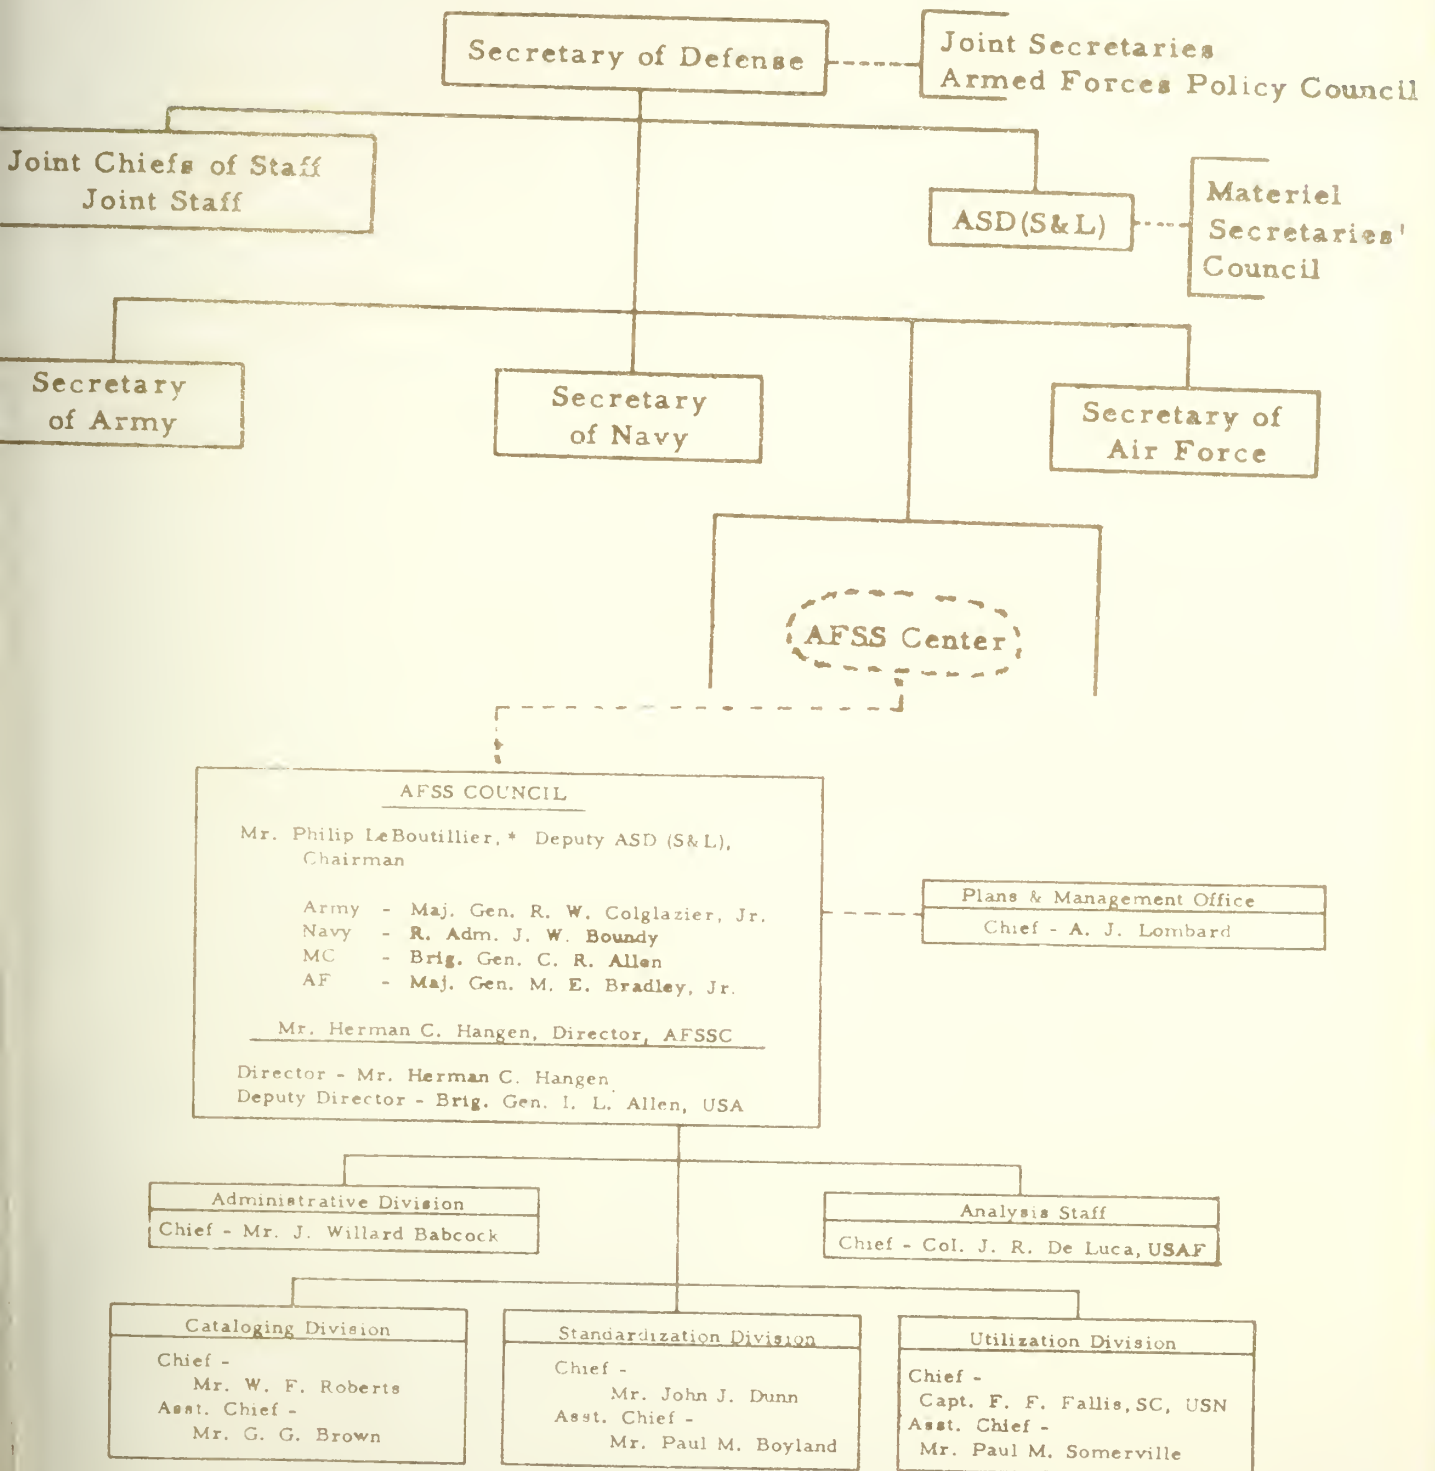 Secretary of Defense
Joint Secretaries
Armed Forces Policy Council
Joint Chiefs of Staff
Joint Staff
ASD(S&L)
Materiel
Secretaries'
Council
Secretary
of Army
Secretary
of Navy
Secretary of
Air Force
AFSS Center
AFSS COUNCIL
Mr. Philip LeBoutillier, * Deputy ASD (S&L),
Chairman
Army - Maj. Gen. R. W. Colglazier, Jr.
Navy - R. Adm. J. W. Boundy
MC - Brig. Gen. C. R. Allen
AF - Maj. Gen. M. E. Bradley, Jr.
Mr. Herman C. Hangen, Director, AFSSC
Director - Mr. Herman C. Hangen
Deputy Director - Brig. Gen. I. L. Allen, USA
Plans & Management Office
Chief - A. J. Lombard
Administrative Division
Chief - Mr. J. Willard Babcock
Analysis Staff
Chief - Col. J. R. De Luca, USAF
Cataloging Division
Chief -
Mr. W. F. Roberts
Asst. Chief -
Mr. G. G. Brown
Standardization Division
Chief -
Mr. John J. Dunn
Asst. Chief -
Mr. Paul M. Boyland
Utilization Division
Chief -
Capt. F. F. Fallis, SC, USN
Asst. Chief -
Mr. Paul M. Somerville